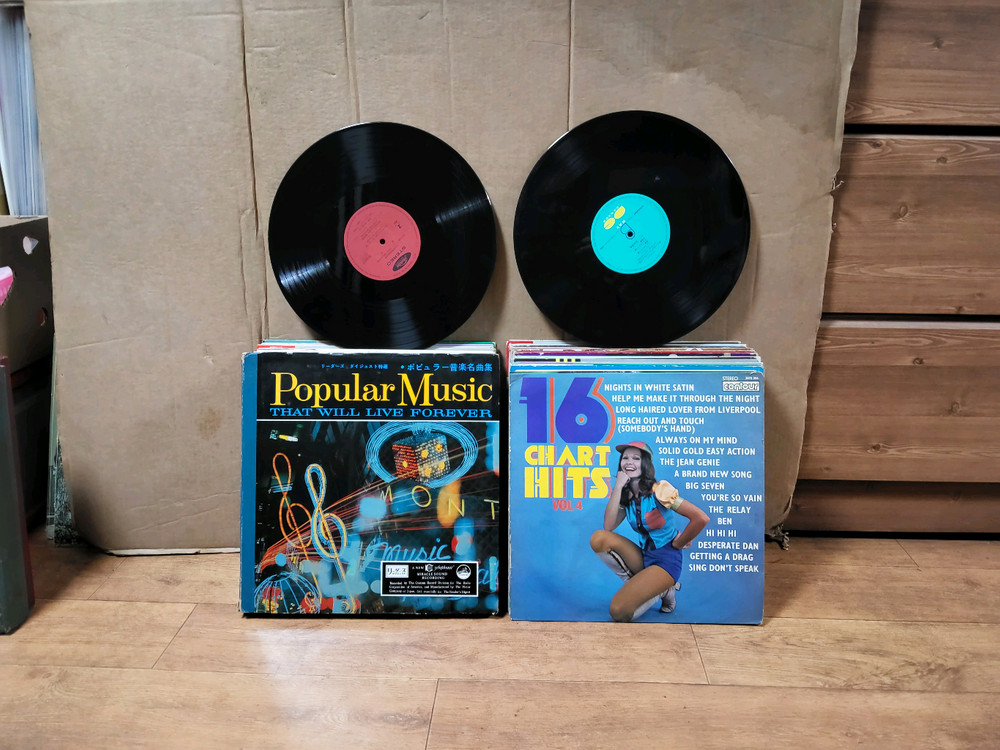 リーダーズ ダイジェスト特選
ポピュラー音楽名曲集
Popular Music
THAT WILL LIVE FOREVER
MONT
music
A NEW
MIRACLE SOUND
RECORDING
STEREO
contour
16
CHART
HITS
VOL 4
NIGHTS IN WHITE SATIN
HELP ME MAKE IT THROUGH THE NIGHT
LONG HAIRED LOVER FROM LIVERPOOL
REACH OUT AND TOUCH
(SOMEBODY'S HAND)
ALWAYS ON MY MIND
SOLID GOLD EASY ACTION
THE JEAN GENIE
A BRAND NEW SONG
BIG SEVEN
YOU'RE SO VAIN
THE RELAY
BEN
HI HI HI
DESPERATE DAN
GETTING A DRAG
SING DON'T SPEAK